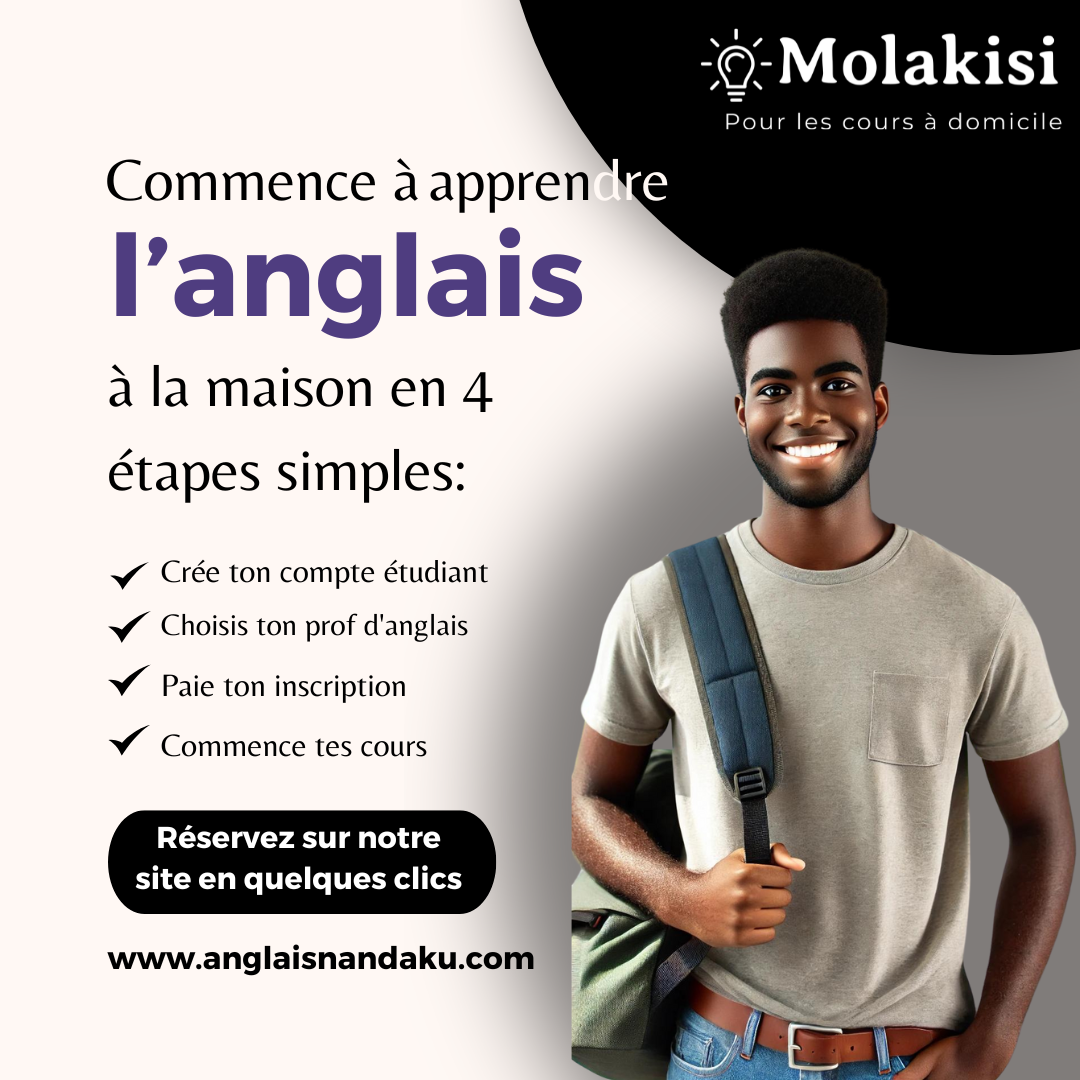 Molakisi
Pour les cours à domicile
Commence à apprendre
l’anglais
à la maison en 4
étapes simples:
Crée ton compte étudiant
Choisis ton prof d'anglais
Paie ton inscription
Commence tes cours
Réservez sur notre
site en quelques clics
www.anglaisnandaku.com